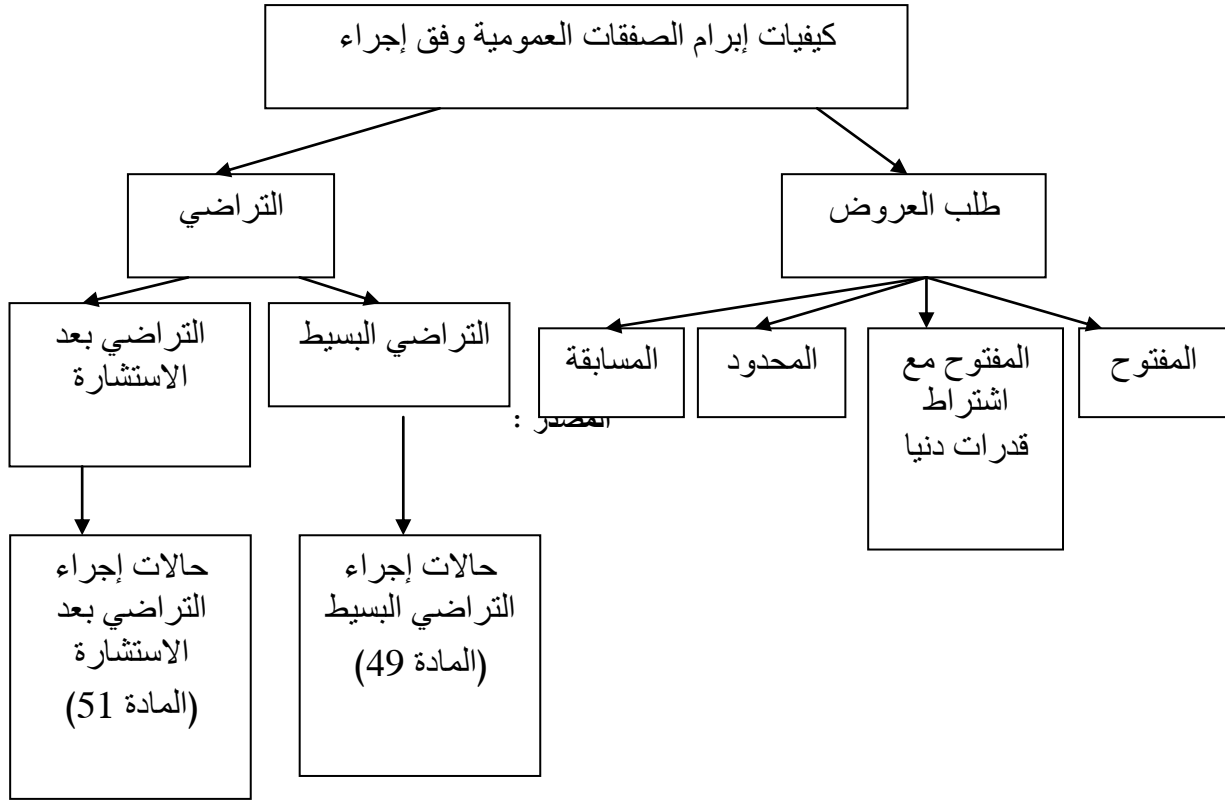 كيفيات إبرام الصفقات العمومية وفق إجراء
طلب العروض
التراضي
المفتوح
المفتوح مع
اشتراط
قدرات دنيا
المحدود
المسابقة
التراضي البسيط
التراضي بعد
الاستشارة
المصدر :
حالات إجراء
التراضي البسيط
(المادة 49)
حالات إجراء
التراضي بعد
الاستشارة
(المادة 51)